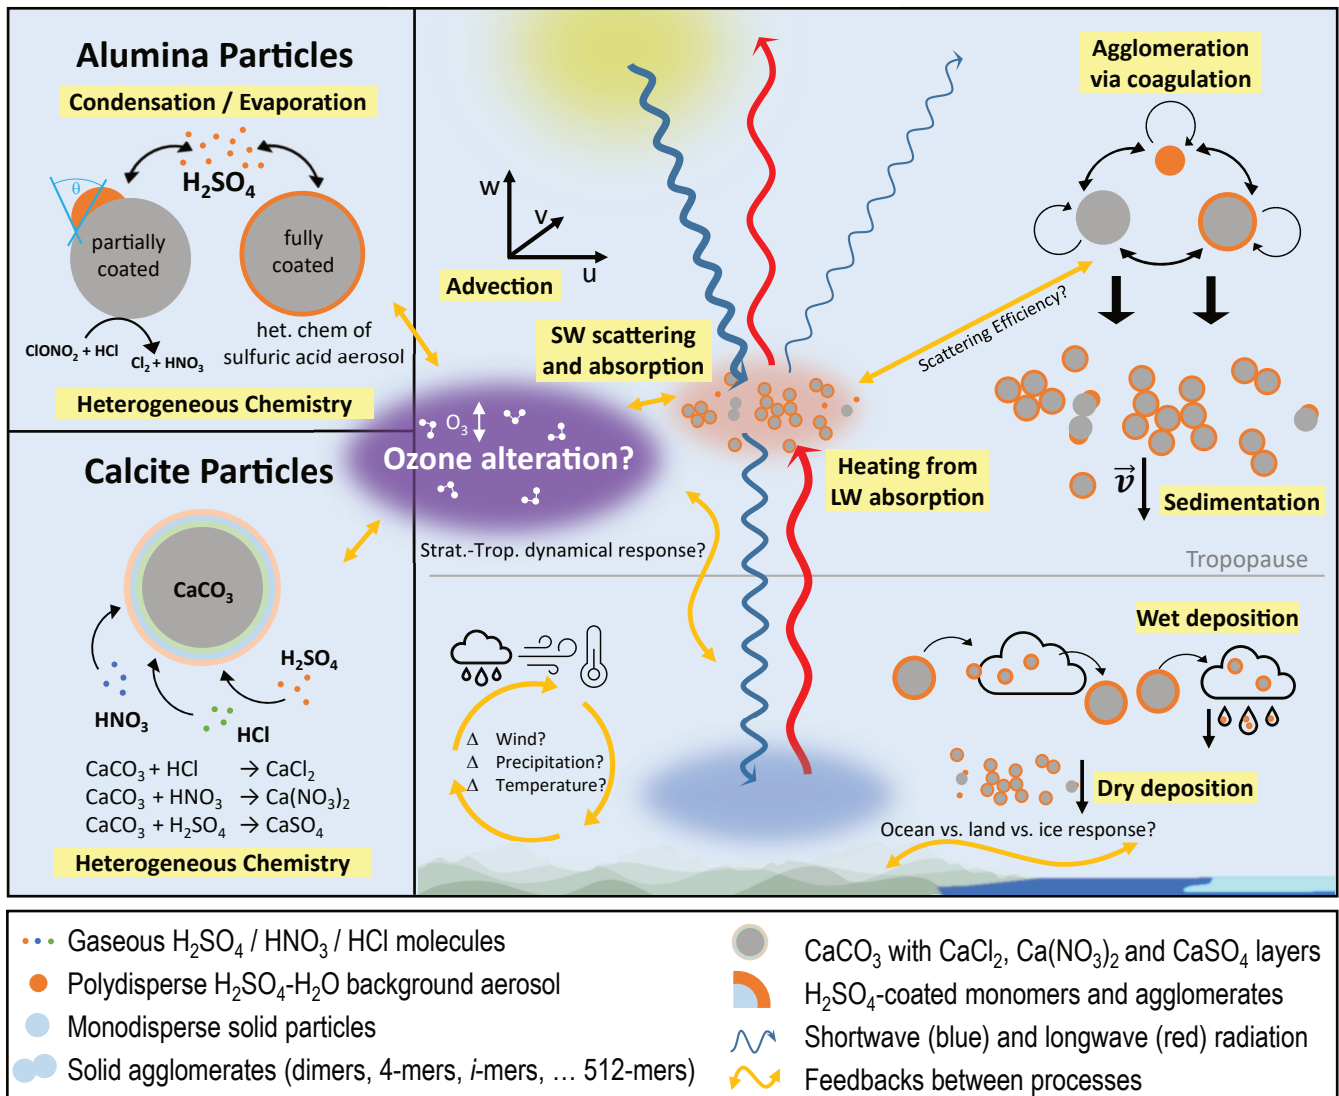 Alumina Particles
Condensation / Evaporation
H₂SO₄
θ
partially
coated
fully
coated
ClONO₂ + HCl
Cl₂ + HNO₃
het. chem of
sulfuric acid aerosol
Heterogeneous Chemistry
Calcite Particles
CaCO₃
HNO₃
HCl
H₂SO₄
CaCO₃ + HCl → CaCl₂
CaCO₃ + HNO₃ → Ca(NO₃)₂
CaCO₃ + H₂SO₄ → CaSO₄
Heterogeneous Chemistry
w
v
u
Advection
SW scattering
and absorption
O₃
Ozone alteration?
Heating from
LW absorption
Strat.-Trop. dynamical response?
Agglomeration
via coagulation
Scattering Efficiency?
v⃗
Sedimentation
Tropopause
Δ Wind?
Δ Precipitation?
Δ Temperature?
Wet deposition
Dry deposition
Ocean vs. land vs. ice response?
Gaseous H₂SO₄ / HNO₃ / HCl molecules
Polydisperse H₂SO₄-H₂O background aerosol
Monodisperse solid particles
Solid agglomerates (dimers, 4-mers, i-mers, … 512-mers)
CaCO₃ with CaCl₂, Ca(NO₃)₂ and CaSO₄ layers
H₂SO₄-coated monomers and agglomerates
Shortwave (blue) and longwave (red) radiation
Feedbacks between processes